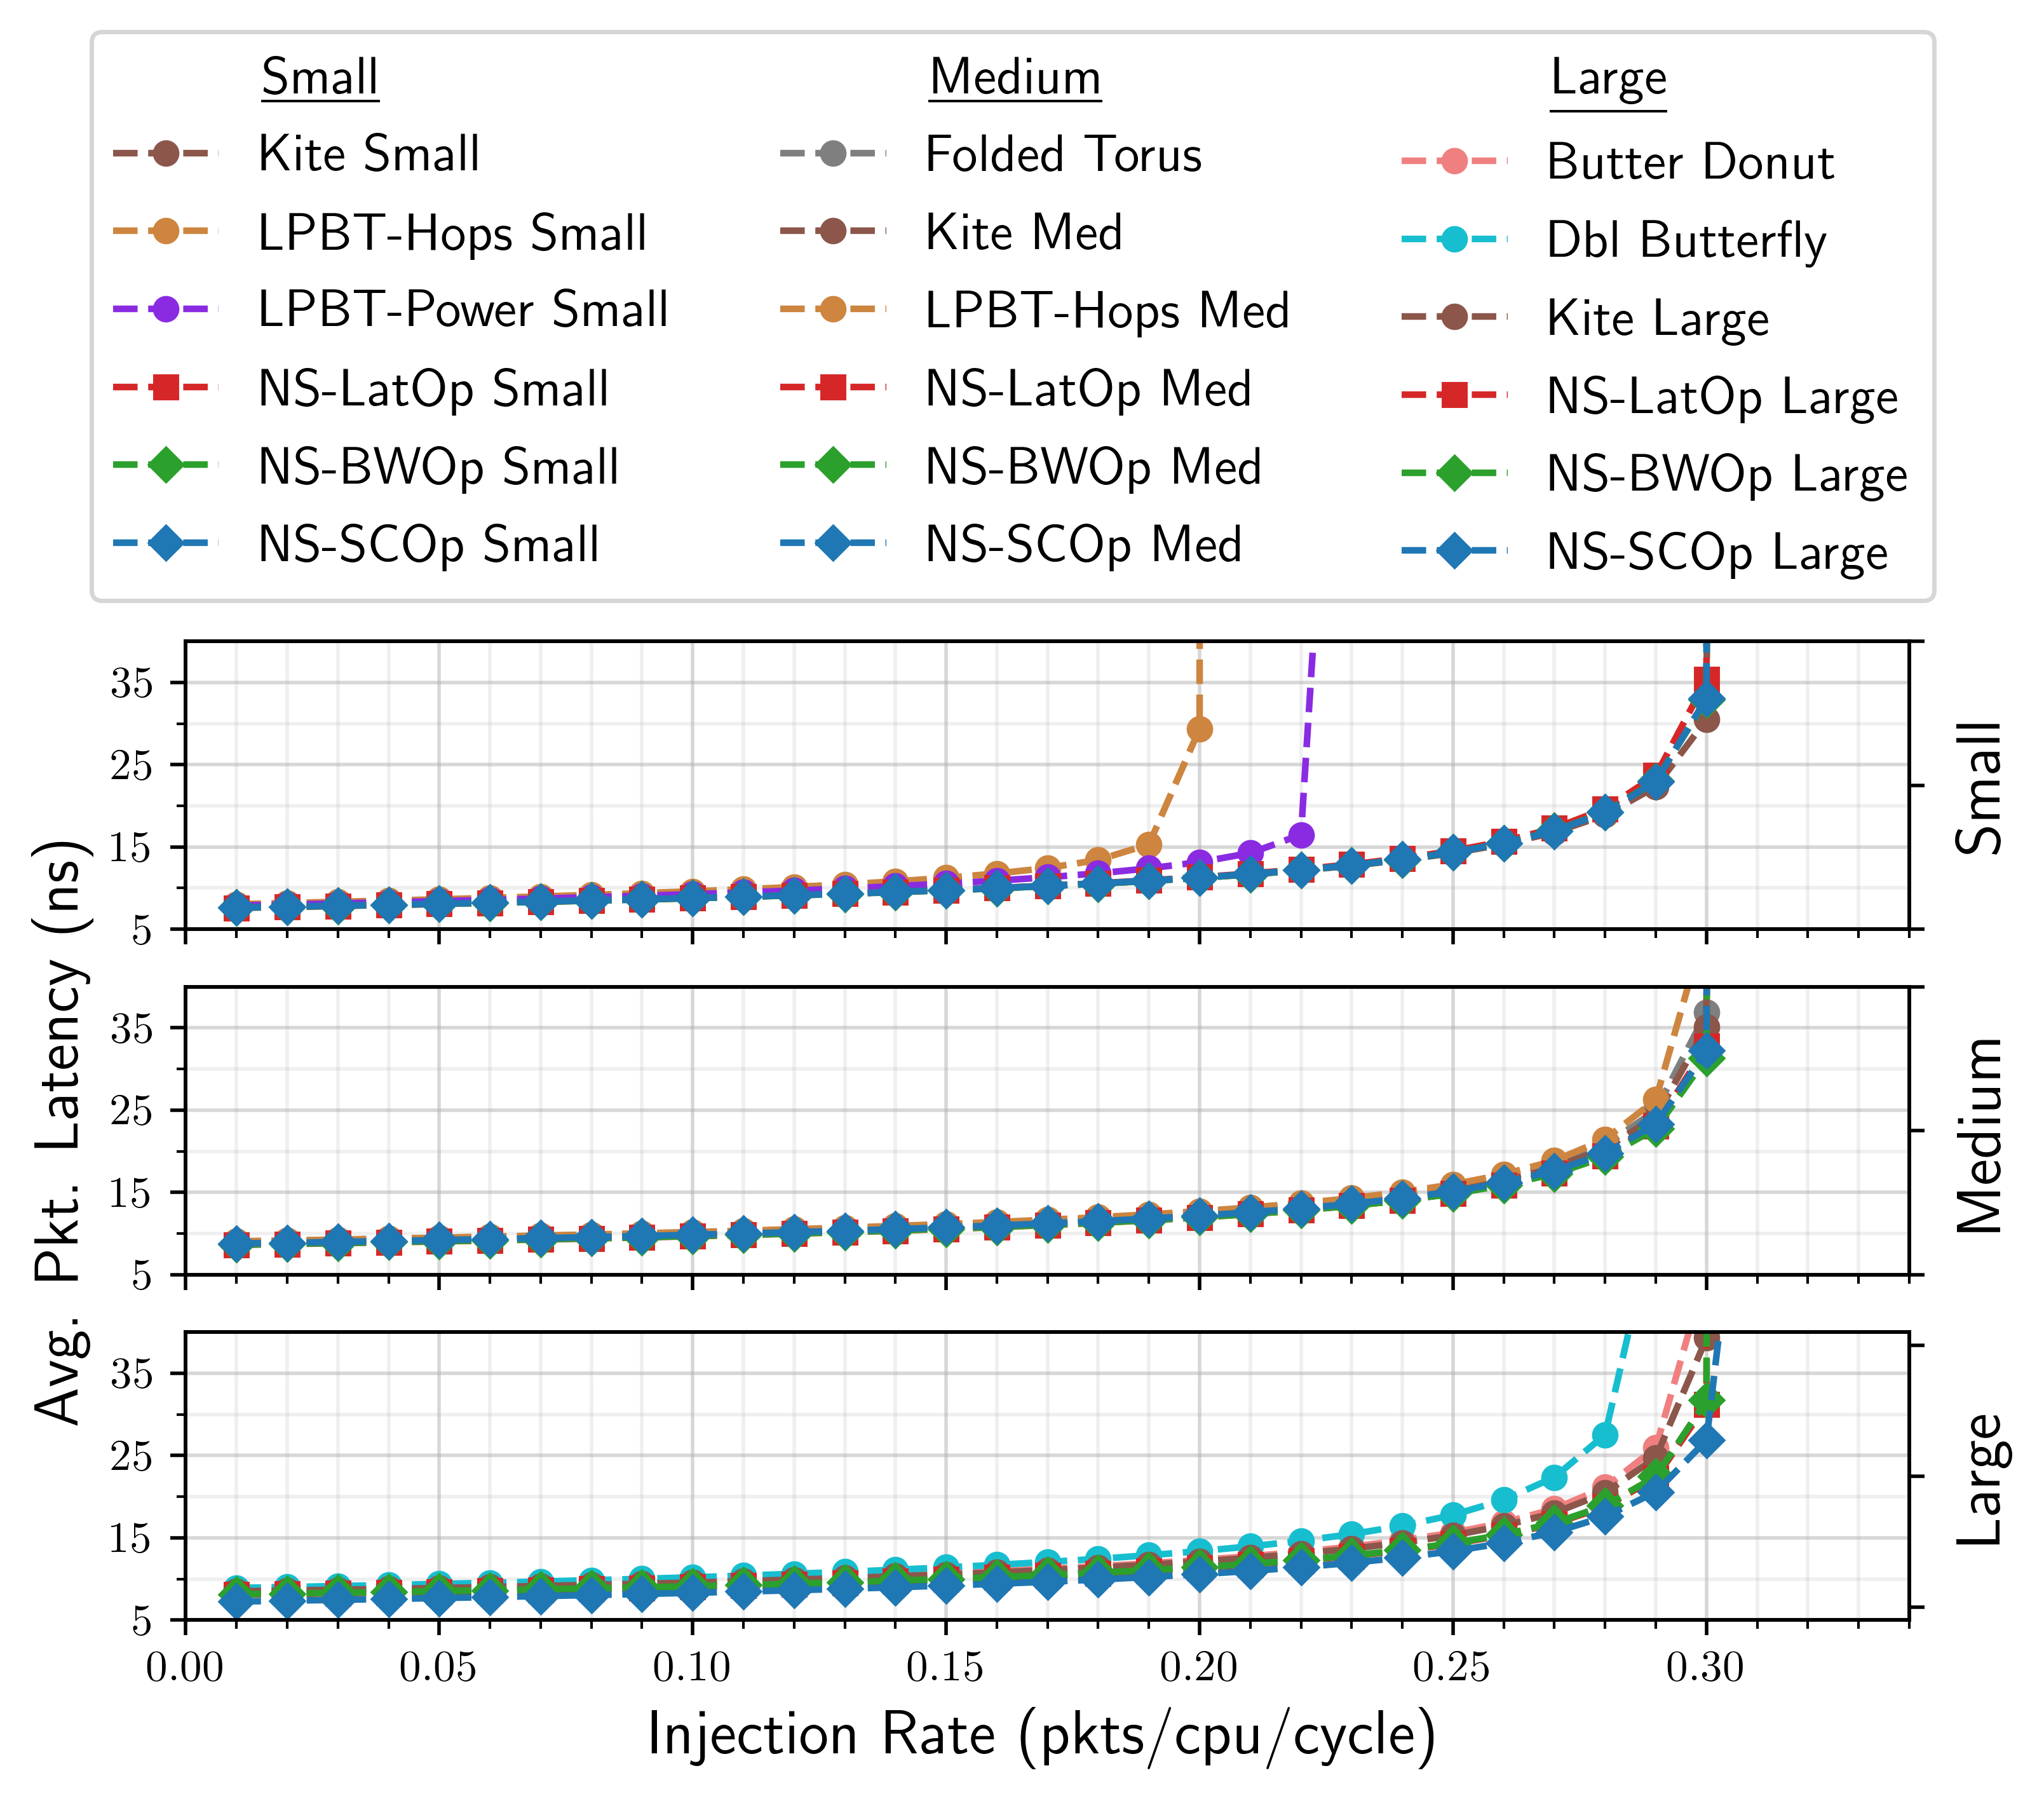 Small
Kite Small
LPBT-Hops Small
LPBT-Power Small
NS-LatOp Small
NS-BWOp Small
NS-SCOp Small
Medium
Folded Torus
Kite Med
LPBT-Hops Med
NS-LatOp Med
NS-BWOp Med
NS-SCOp Med
Large
Butter Donut
Dbl Butterfly
Kite Large
NS-LatOp Large
NS-BWOp Large
NS-SCOp Large
Avg. Pkt. Latency (ns)
35
25
15
5
Small
35
25
15
5
Medium
35
25
15
5
Large
0.00 0.05 0.10 0.15 0.20 0.25 0.30
Injection Rate (pkts/cpu/cycle)